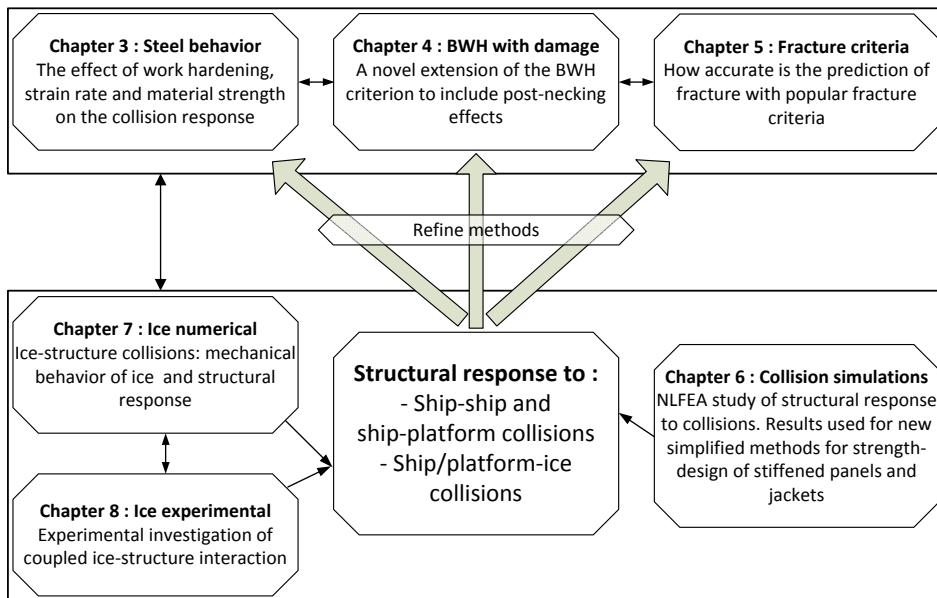 Chapter 3 : Steel behavior
The effect of work hardening,
strain rate and material strength
on the collision response
Chapter 4 : BWH with damage
A novel extension of the BWH
criterion to include post-necking
effects
Chapter 5 : Fracture criteria
How accurate is the prediction of
fracture with popular fracture
criteria
Refine methods
Chapter 7 : Ice numerical
Ice-structure collisions: mechanical
behavior of ice and structural
response
Chapter 8 : Ice experimental
Experimental investigation of
coupled ice-structure interaction
Structural response to :
- Ship-ship and
ship-platform collisions
- Ship/platform-ice
collisions
Chapter 6 : Collision simulations
NLFEA study of structural response
to collisions. Results used for new
simplified methods for strength-
design of stiffened panels and
jackets